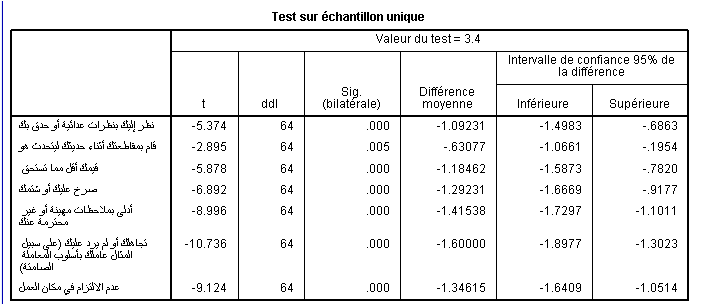 Test sur échantillon unique
Valeur du test = 3.4
Intervalle de confiance 95% de la différence
t ddl Sig. (bilatérale) Différence moyenne Inférieure Supérieure
نظر إليك بنظرات عدائية أو حدق بك -5.374 64 .000 -1.09231 -1.4983 -.6863
قام بمقاطعتك أثناء حديثك ليتحدث هو -2.895 64 .005 -.63077 -1.0661 -.1954
قيمك أقل مما تستحق -5.878 64 .000 -1.18462 -1.5873 -.7820
صرخ عليك أو شتمك -6.892 64 .000 -1.29231 -1.6669 -.9177
أدلى بملاحظات مهينة أو غير محترمة عنك -8.996 64 .000 -1.41538 -1.7297 -1.1011
تجاهلك أو لم يرد عليك (على سبيل المثال عاملك بأسلوب المعاملة الصامتة) -10.736 64 .000 -1.60000 -1.8977 -1.3023
عدم الالتزام في مكان العمل -9.124 64 .000 -1.34615 -1.6409 -1.0514